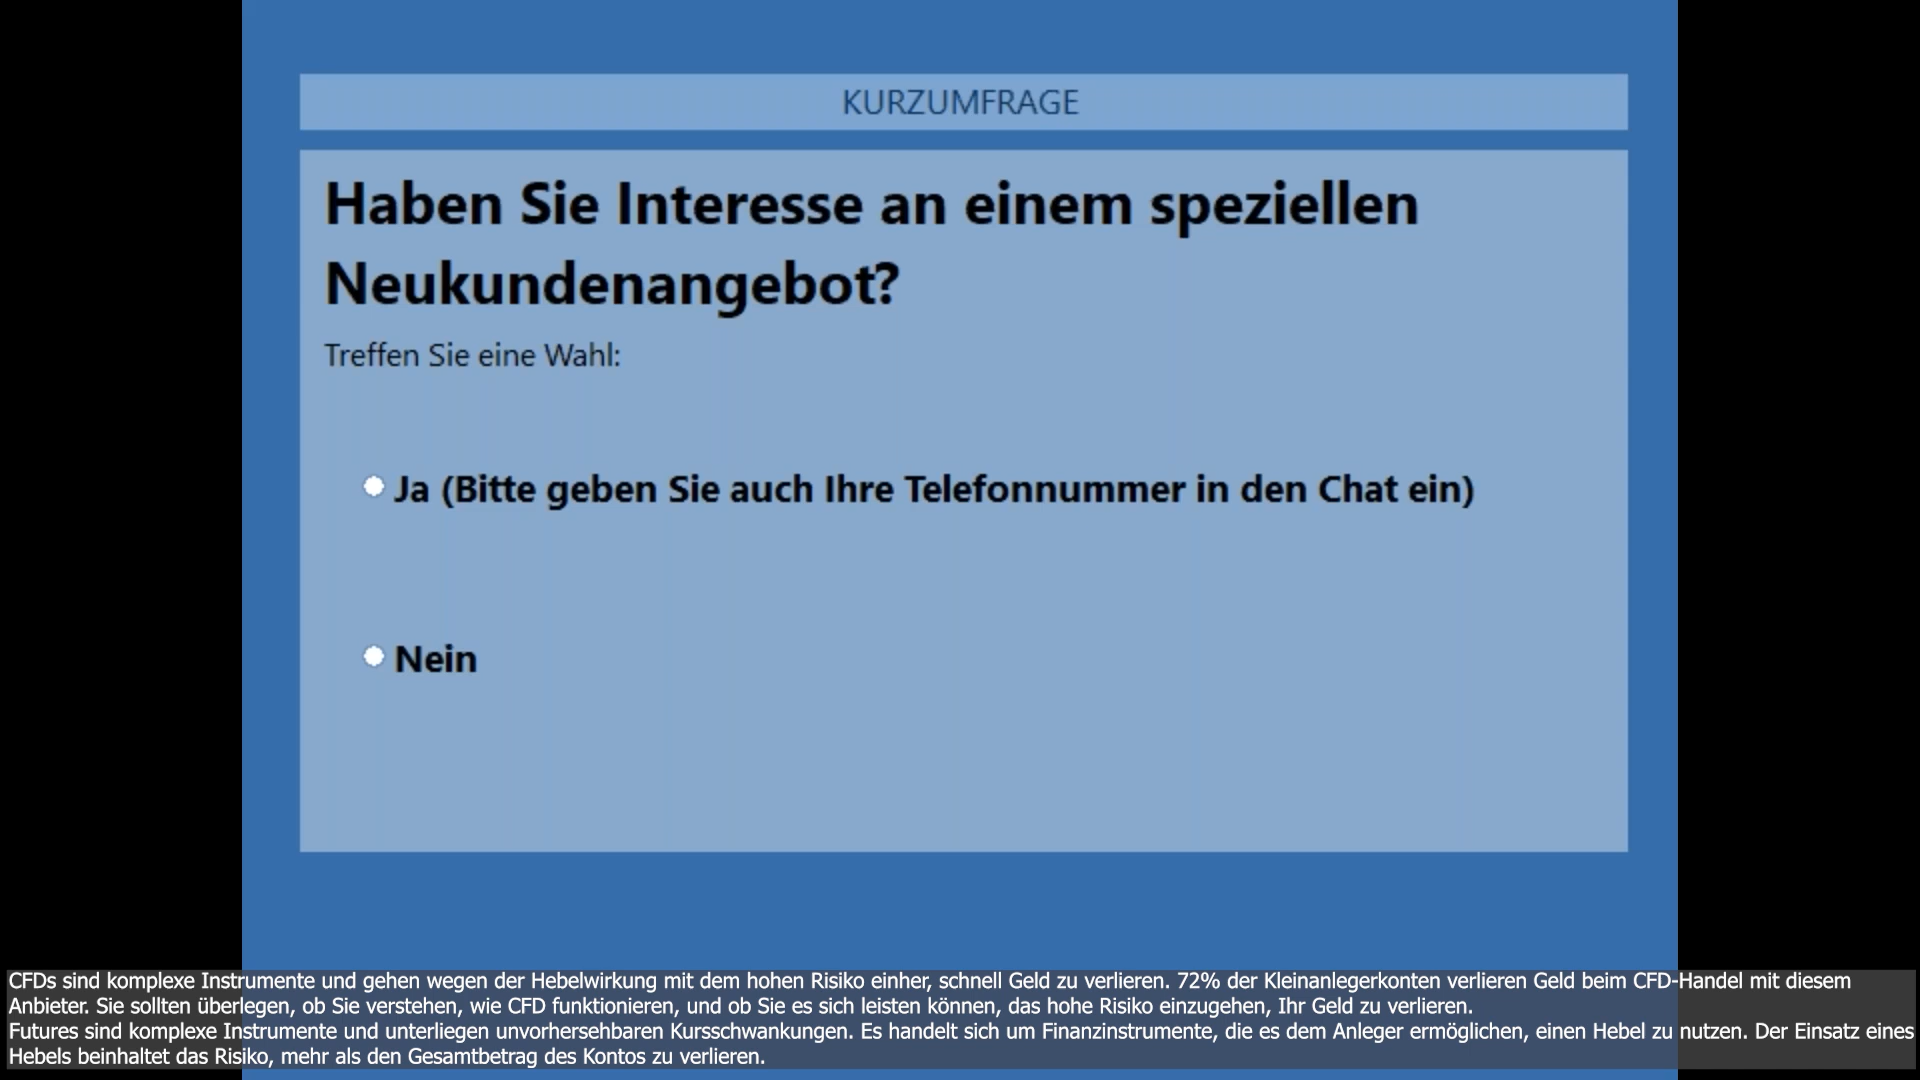 KURZUMFRAGE
Haben Sie Interesse an einem speziellen
Neukundenangebot?
Treffen Sie eine Wahl:
Ja (Bitte geben Sie auch Ihre Telefonnummer in den Chat ein)
Nein
CFDs sind komplexe Instrumente und gehen wegen der Hebelwirkung mit dem hohen Risiko einher, schnell Geld zu verlieren. 72% der Kleinanlegerkonten verlieren Geld beim CFD-Handel mit diesem
Anbieter. Sie sollten überlegen, ob Sie verstehen, wie CFD funktionieren, und ob Sie es sich leisten können, das hohe Risiko einzugehen, Ihr Geld zu verlieren.
Futures sind komplexe Instrumente und unterliegen unvorhersehbaren Kursschwankungen. Es handelt sich um Finanzinstrumente, die es dem Anleger ermöglichen, einen Hebel zu nutzen. Der Einsatz eines
Hebels beinhaltet das Risiko, mehr als den Gesamtbetrag des Kontos zu verlieren.